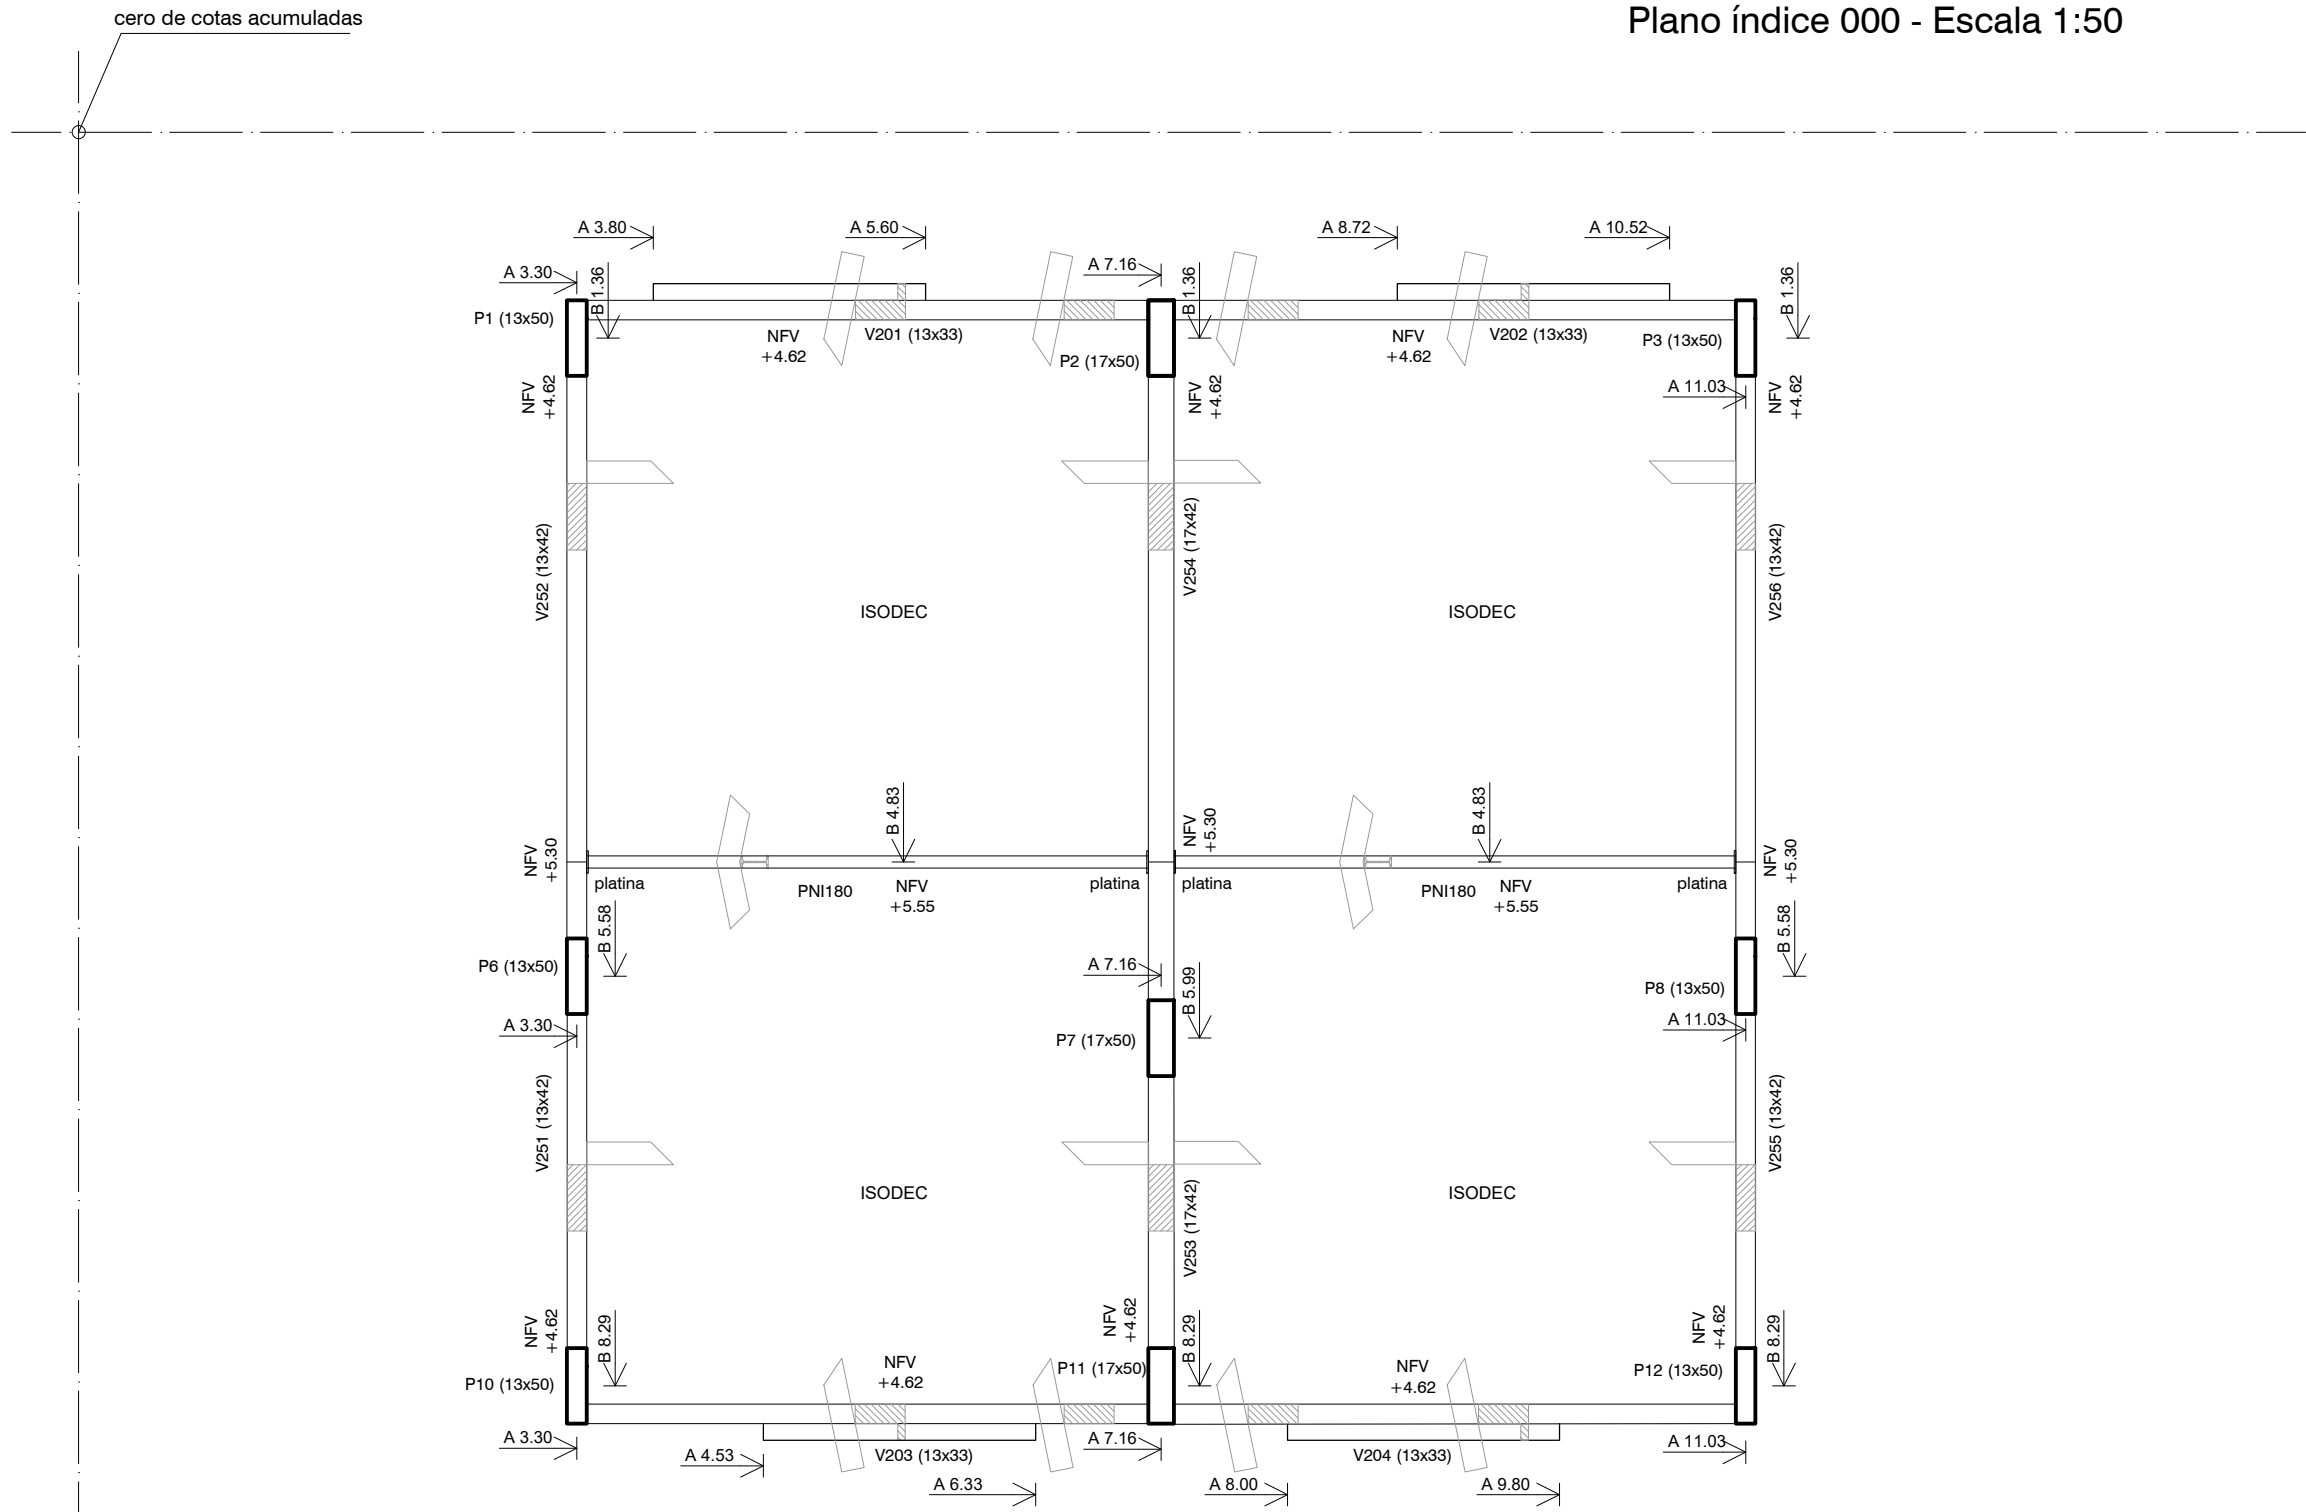 cero de cotas acumuladas
Plano índice 000 - Escala 1:50
A 3.80
A 5.60
A 8.72
A 10.52
A 3.30
B 1.36
A 7.16
B 1.36
B 1.36
P1 (13x50)
NFV
+4.62
V201 (13x33)
P2 (17x50)
NFV
+4.62
V202 (13x33)
P3 (13x50)
NFV
+4.62
NFV
+4.62
A 11.03
NFV
+4.62
V252 (13x42)
V254 (17x42)
V256 (13x42)
ISODEC
ISODEC
B 4.83
B 4.83
NFV
+5.30
NFV
+5.30
NFV
+5.30
platina
PNI180
NFV
+5.55
platina
platina
PNI180
NFV
+5.55
platina
B 5.58
B 5.58
P6 (13x50)
A 7.16
B 5.99
P8 (13x50)
A 3.30
P7 (17x50)
A 11.03
V251 (13x42)
V255 (13x42)
ISODEC
ISODEC
V253 (17x42)
NFV
+4.62
B 8.29
NFV
+4.62
B 8.29
NFV
+4.62
B 8.29
P10 (13x50)
NFV
+4.62
P11 (17x50)
NFV
+4.62
P12 (13x50)
A 3.30
A 4.53
V203 (13x33)
A 7.16
V204 (13x33)
A 11.03
A 6.33
A 8.00
A 9.80